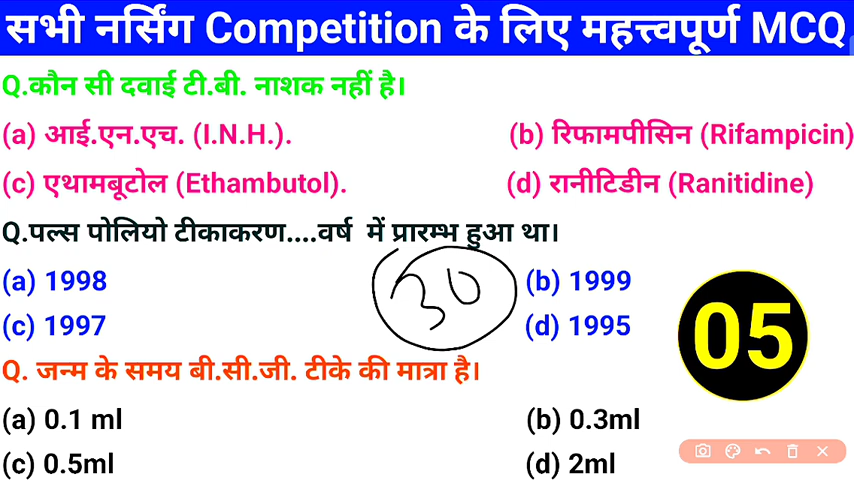 सभी नर्सिंग Competition के लिए महत्त्वपूर्ण MCQ
Q.कौन सी दवाई टी.बी. नाशक नहीं है।
(a) आई.एन.एच. (I.N.H.). (b) रिफामपीसिन (Rifampicin)
(c) एथामबूटोल (Ethambutol). (d) रानीटिडीन (Ranitidine)
Q.पल्स पोलियो टीकाकरण....वर्ष में प्रारम्भ हुआ था।
(a) 1998 (b) 1999
30
05
(c) 1997 (d) 1995
Q. जन्म के समय बी.सी.जी. टीके की मात्रा है।
(a) 0.1 ml (b) 0.3ml
(c) 0.5ml (d) 2ml